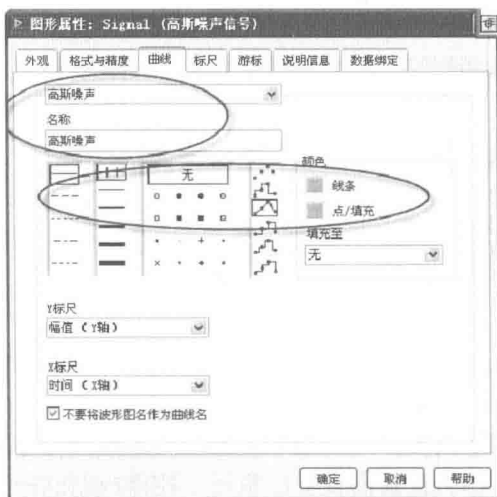 图形属性: Signal (高斯噪声信号)
外观 格式与精度 曲线 标尺 游标 说明信息 数据绑定
高斯噪声
名称
高斯噪声
颜色
无
线条
点/填充
填充至
无
Y标尺
幅值 (Y轴)
X标尺
时间 (X轴)
不要将波形图名作为曲线名
确定 取消 帮助